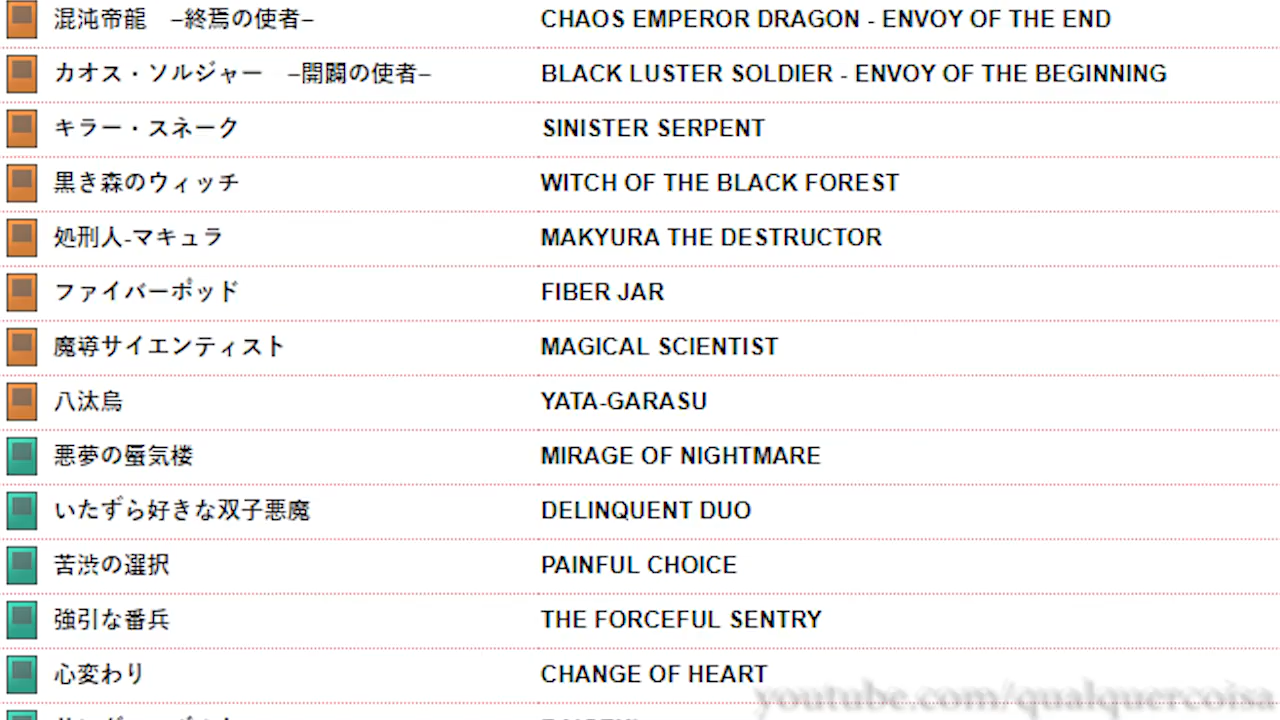 混沌帝龍 −終焉の使者− CHAOS EMPEROR DRAGON - ENVOY OF THE END
カオス・ソルジャー −開闢の使者− BLACK LUSTER SOLDIER - ENVOY OF THE BEGINNING
キラー・スネーク SINISTER SERPENT
黒き森のウィッチ WITCH OF THE BLACK FOREST
処刑人-マキュラ MAKYURA THE DESTRUCTOR
ファイバーポッド FIBER JAR
魔導サイエンティスト MAGICAL SCIENTIST
八汰烏 YATA-GARASU
悪夢の蜃気楼 MIRAGE OF NIGHTMARE
いたずら好きな双子悪魔 DELINQUENT DUO
苦渋の選択 PAINFUL CHOICE
強引な番兵 THE FORCEFUL SENTRY
心変わり CHANGE OF HEART
youtube.com/qualquercoisa